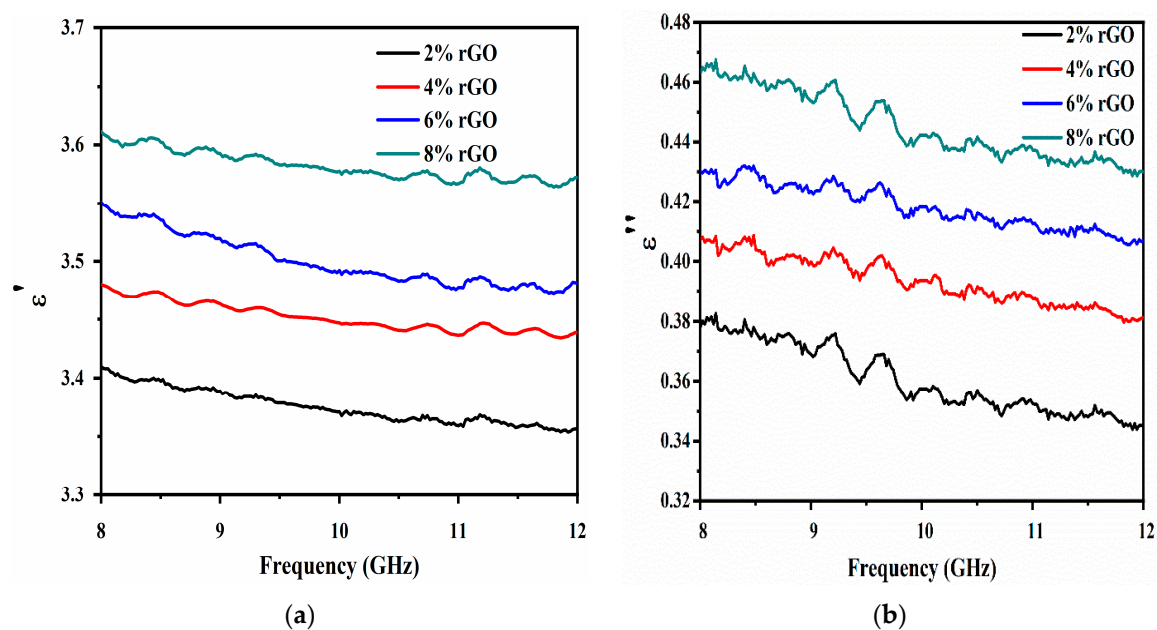 3.7
3.6
3.5
3.4
3.3
ε'
2% rGO
4% rGO
6% rGO
8% rGO
8
9
10
11
12
Frequency (GHz)
(a)
0.48
0.46
0.44
0.42
0.40
0.38
0.36
0.34
0.32
ε''
2% rGO
4% rGO
6% rGO
8% rGO
8
9
10
11
12
Frequency (GHz)
(b)